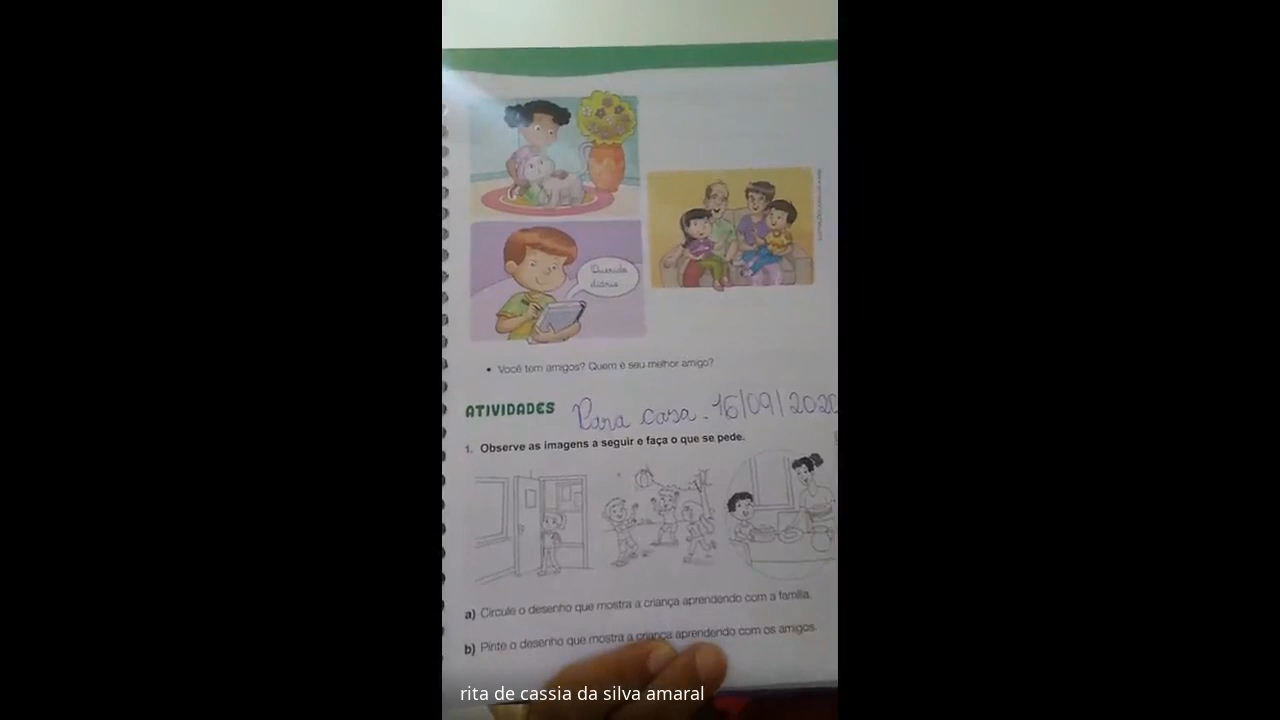 Querido
diário
Você tem amigos? Quem é seu melhor amigo?
ATIVIDADES Para casa. 16/09/2020
1. Observe as imagens a seguir e faça o que se pede.
a) Circule o desenho que mostra a criança aprendendo com a família.
b) Pinte o desenho que mostra a criança aprendendo com os amigos.
rita de cassia da silva amaral